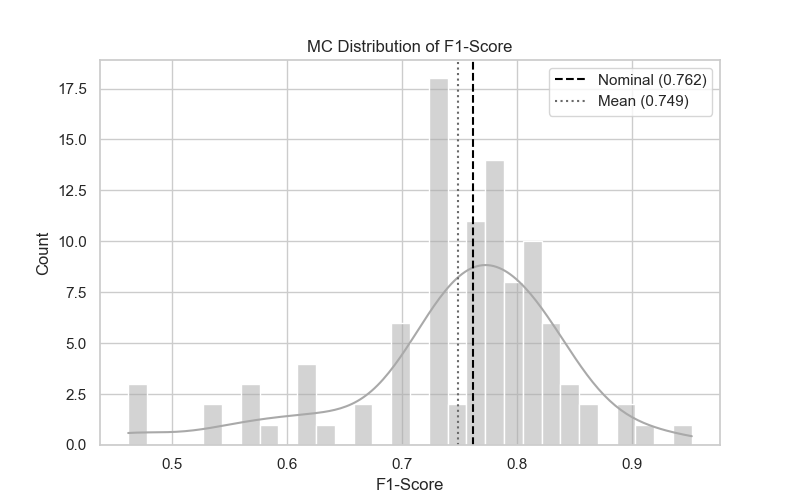 MC Distribution of F1-Score
Nominal (0.762)
Mean (0.749)
Count
17.5
15.0
12.5
10.0
7.5
5.0
2.5
0.0
0.5 0.6 0.7 0.8 0.9
F1-Score